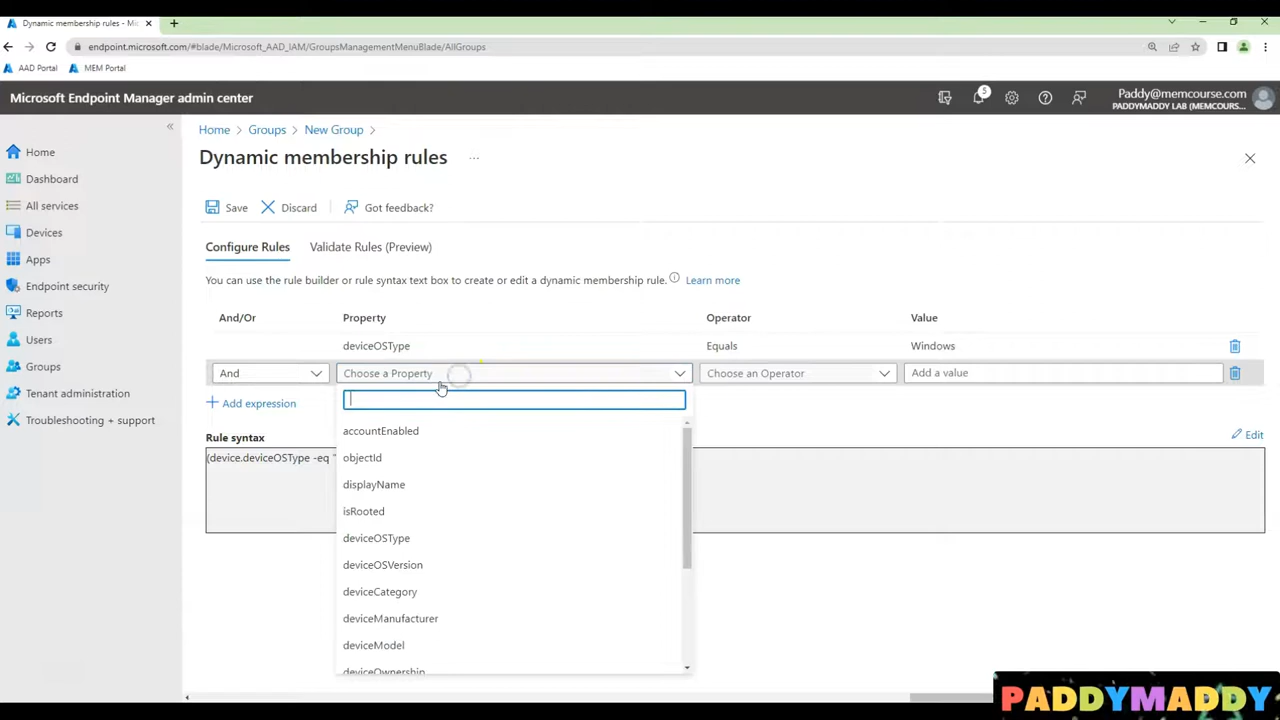 Dynamic membership rules - Mic
endpoint.microsoft.com/#blade/Microsoft_AAD_IAM/GroupsManagementMenuBlade/AllGroups
AAD Portal MEM Portal
Microsoft Endpoint Manager admin center
5
Paddy@memcourse.com
PADDYMADDY LAB (MEMCOURS...
Home > Groups > New Group >
Dynamic membership rules ...
Save Discard Got feedback?
Configure Rules Validate Rules (Preview)
You can use the rule builder or rule syntax text box to create or edit a dynamic membership rule. Learn more
And/Or Property Operator Value
deviceOSType Equals Windows
And Choose a Property Choose an Operator Add a value
Add expression
Rule syntax
Edit
(device.deviceOSType -eq "
accountEnabled
objectId
displayName
isRooted
deviceOSType
deviceOSVersion
deviceCategory
deviceManufacturer
deviceModel
deviceOwnership
Home
Dashboard
All services
Devices
Apps
Endpoint security
Reports
Users
Groups
Tenant administration
Troubleshooting + support
PADDYMADDY